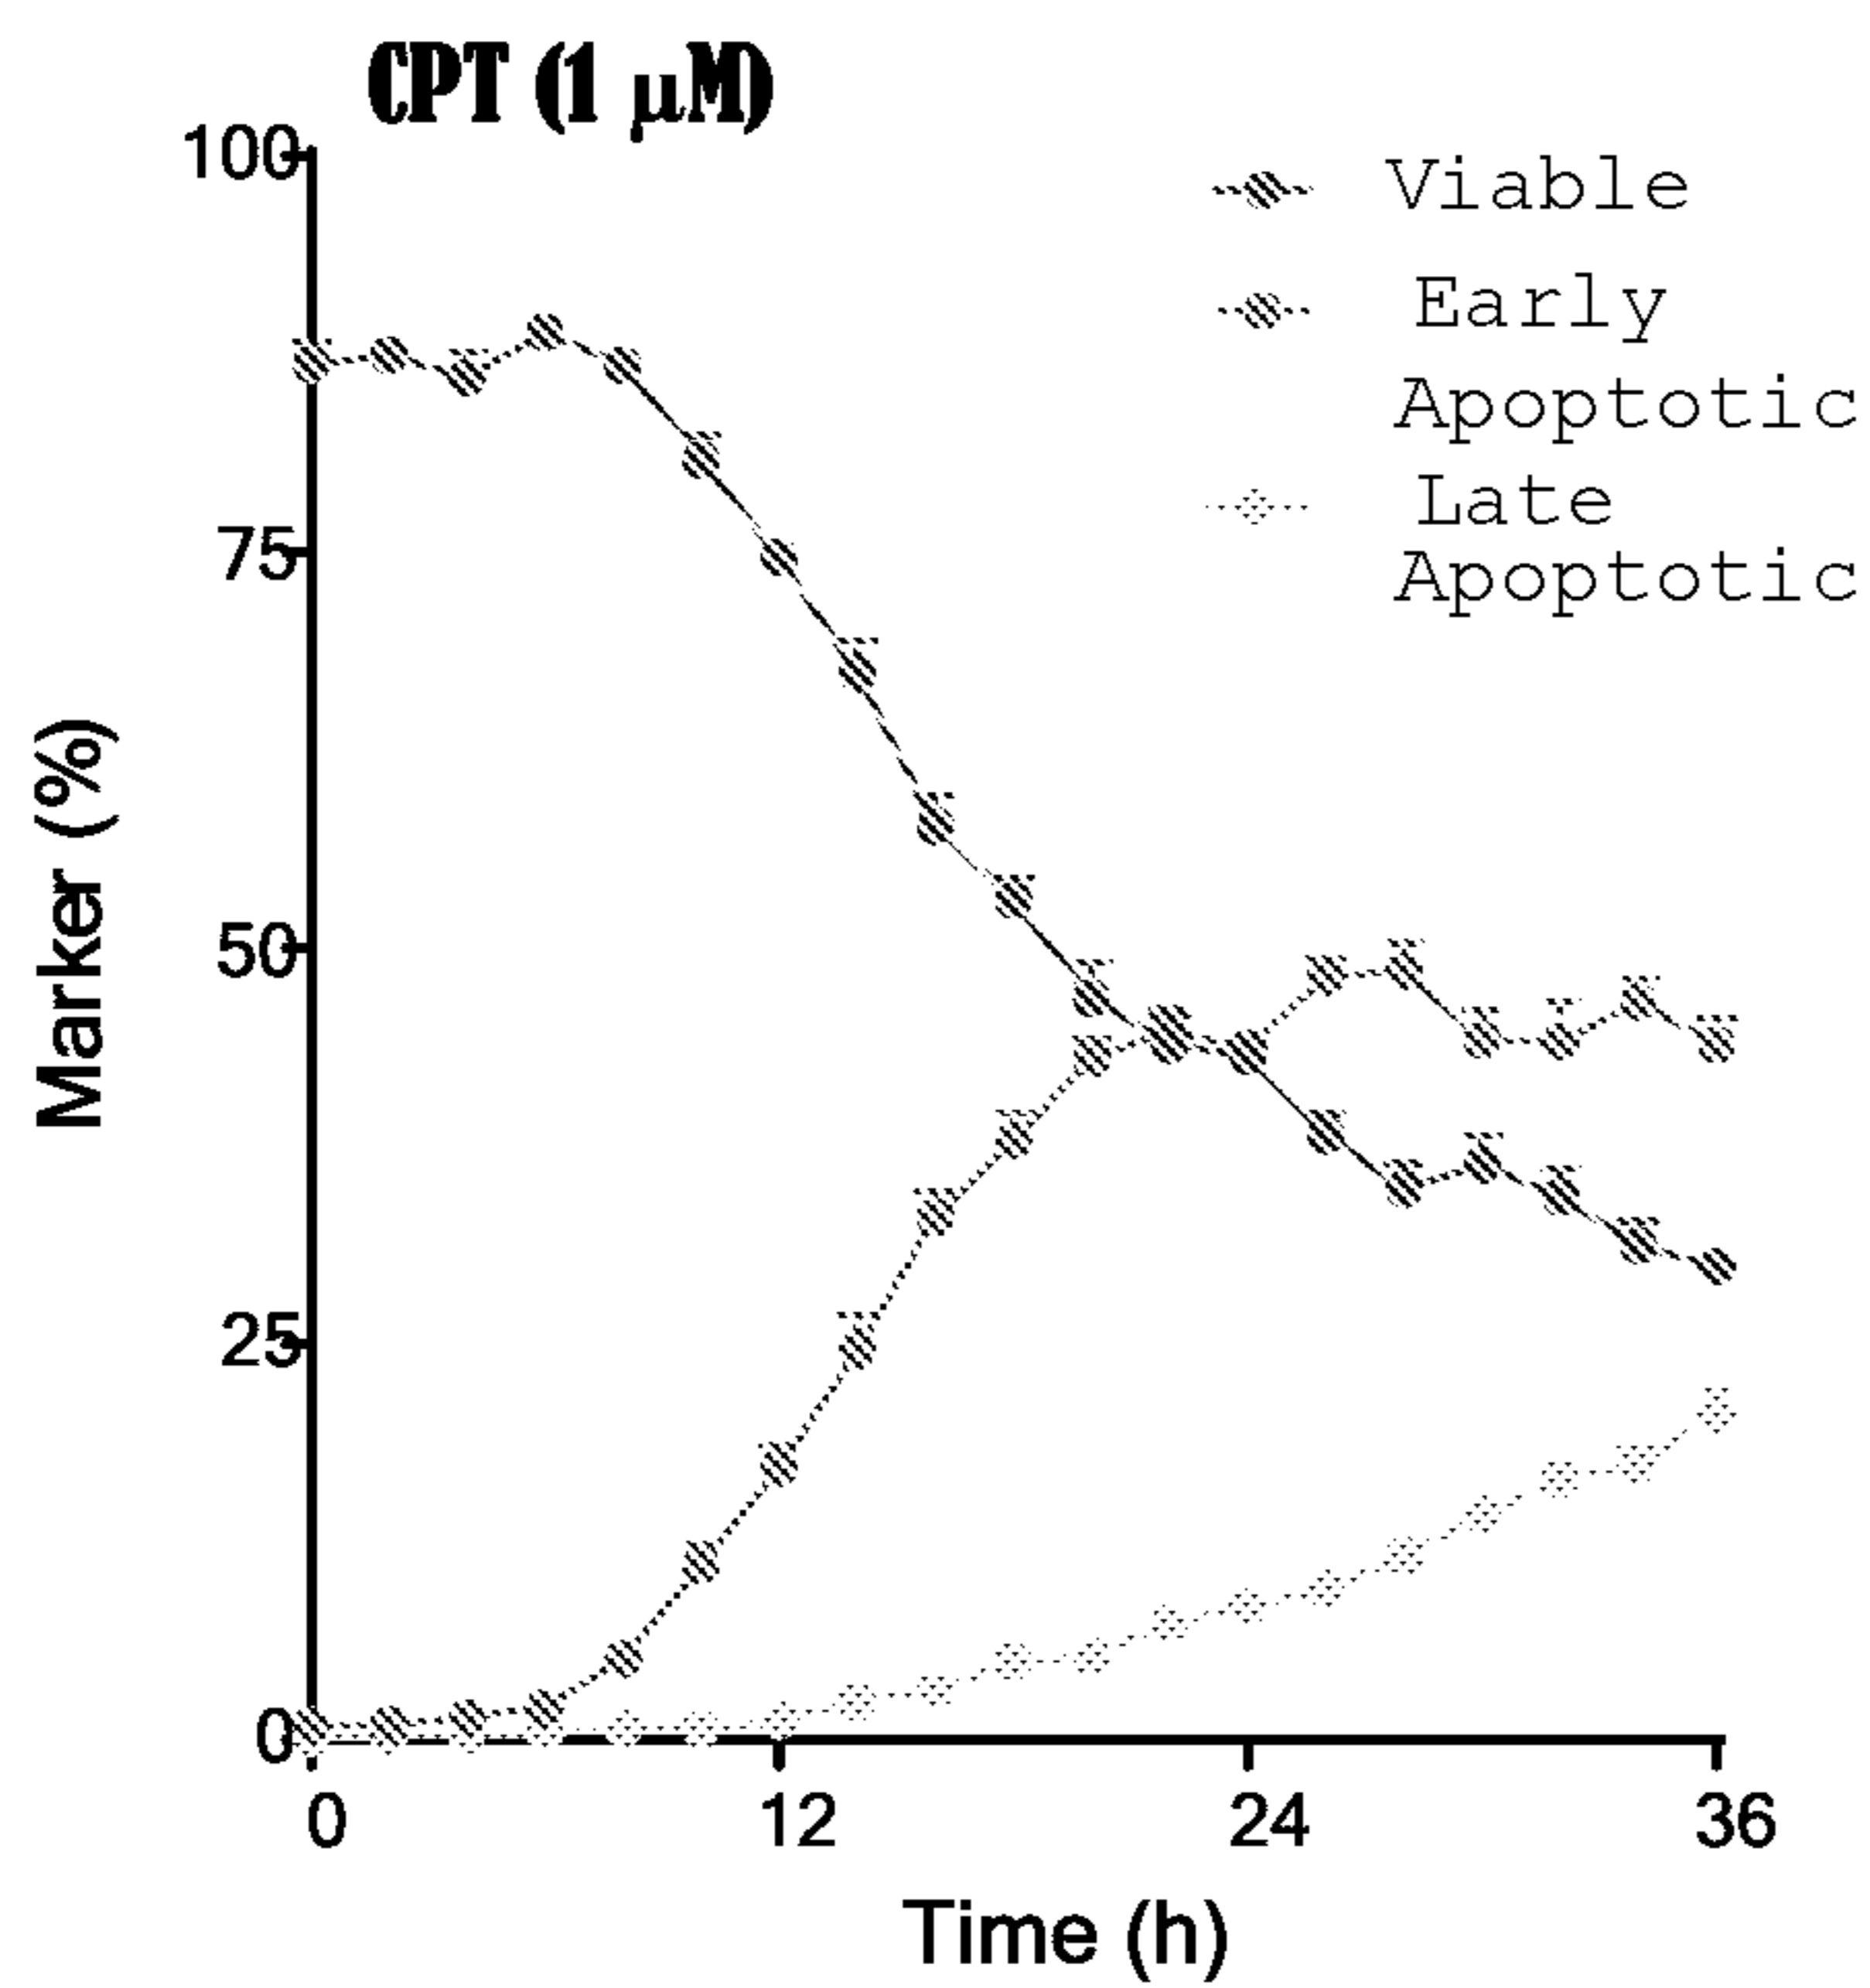 CPT (1 μM)
100
75
50
25
0
Marker (%)
Viable
Early
Apoptotic
Late
Apoptotic
0
12
24
36
Time (h)